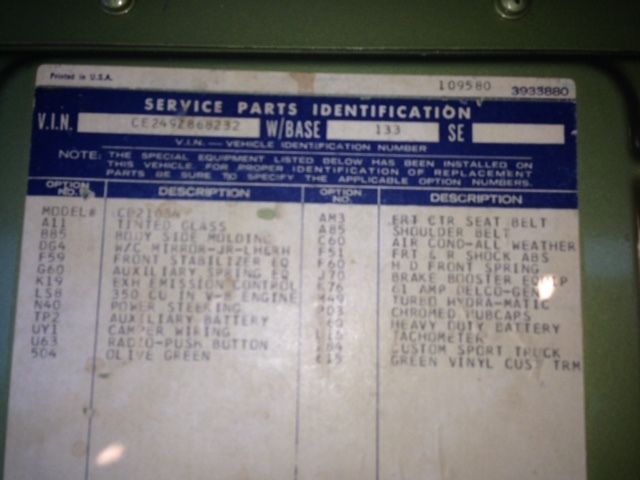 Printed in U.S.A.
109580 3933880
SERVICE PARTS IDENTIFICATION
V.I.N. CE249Z868232 W/BASE 133 SE
V.I.N. — VEHICLE IDENTIFICATION NUMBER
NOTE: THE SPECIAL EQUIPMENT LISTED BELOW HAS BEEN INSTALLED ON
THIS VEHICLE. FOR PROPER IDENTIFICATION OF REPLACEMENT
PARTS BE SURE TO SPECIFY THE APPLICABLE OPTION NUMBERS.
OPTION NO. DESCRIPTION OPTION NO. DESCRIPTION
MODEL# AM3 FRT CTR SEAT BELT
A11 TINTED GLASS A85 SHOULDER BELT
B85 BODY SIDE MOLDING C60 AIR COND-ALL WEATHER
DG4 W/C MIRROR-JR-LHRH F51 FRT & R SHOCK ABS
F59 FRONT STABILIZER EQ F60 H D FRONT SPRING
G60 AUXILIARY SPRING EQ J70 BRAKE BOOSTER EQUIP
K19 EXH EMISSION CONTROL K76 61 AMP DELCO-GEN
LS8 350 CU IN V-8 ENGINE M49 TURBO HYDRA-MATIC
N40 POWER STEERING P03 CHROMED HUBCAPS
TP2 AUXILIARY BATTERY T60 HEAVY DUTY BATTERY
UY1 CAMPER WIRING U16 TACHOMETER
U63 RADIO-PUSH BUTTON Z84 CUSTOM SPORT TRUCK
504 OLIVE GREEN GREEN VINYL CUST TRM